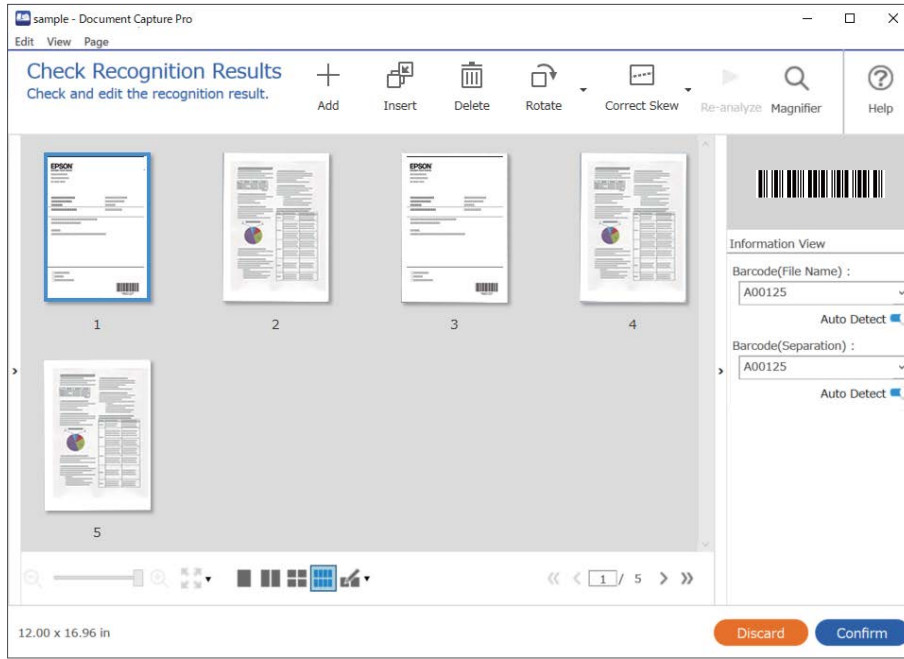 sample - Document Capture Pro
Edit View Page
Check Recognition Results
Check and edit the recognition result.
Add
Insert
Delete
Rotate
Correct Skew
Re-analyze
Magnifier
Help
EPSON
EPSON
1
2
3
4
5
Information View
Barcode(File Name) :
A00125
Auto Detect
Barcode(Separation) :
A00125
Auto Detect
1 / 5
12.00 x 16.96 in
Discard
Confirm